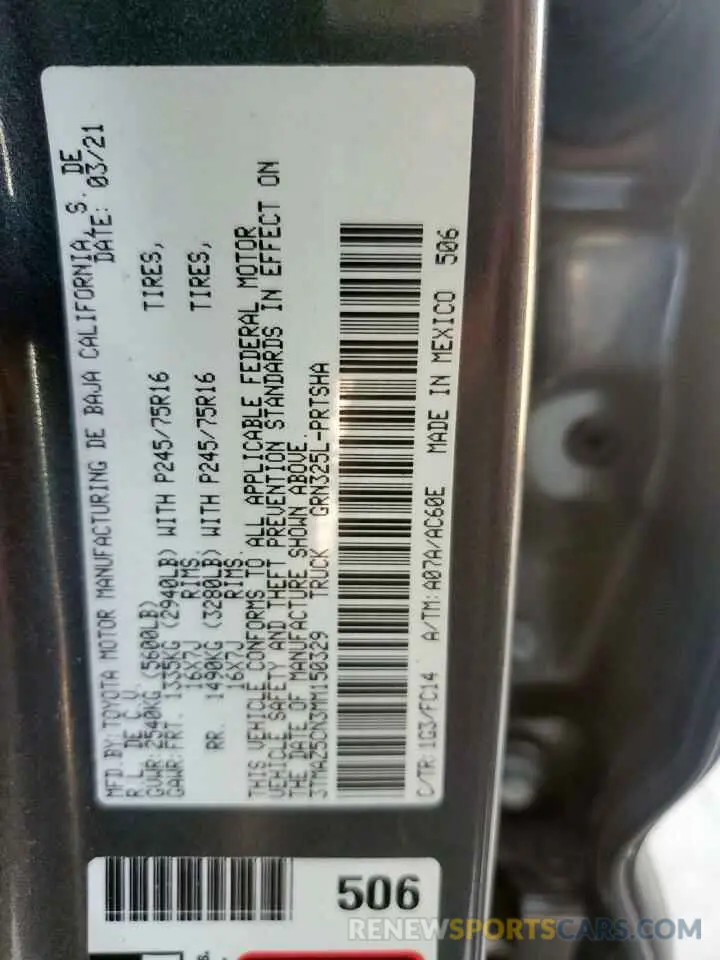 MFD.BY:TOYOTA MOTOR MANUFACTURING DE BAJA CALIFORNIA, S. DE
R.L. DE C.V. DATE: 03/21
GVWR:2540KG (5600LB)
GAWR:FRT. 1335KG (2940LB) WITH P245/75R16 TIRES,
16X7J RIMS,
RR. 1490KG (3280LB) WITH P245/75R16 TIRES,
16X7J RIMS.
THIS VEHICLE CONFORMS TO ALL APPLICABLE FEDERAL MOTOR
VEHICLE SAFETY AND THEFT PREVENTION STANDARDS IN EFFECT ON
THE DATE OF MANUFACTURE SHOWN ABOVE.
3TMAZ5CN3MM150329 TRUCK GRN325L-PRTSHA
C/TR:1G3/FC14 A/TM:A07A/AC60E MADE IN MEXICO 506
506
RENEWSPORTSCARS.COM